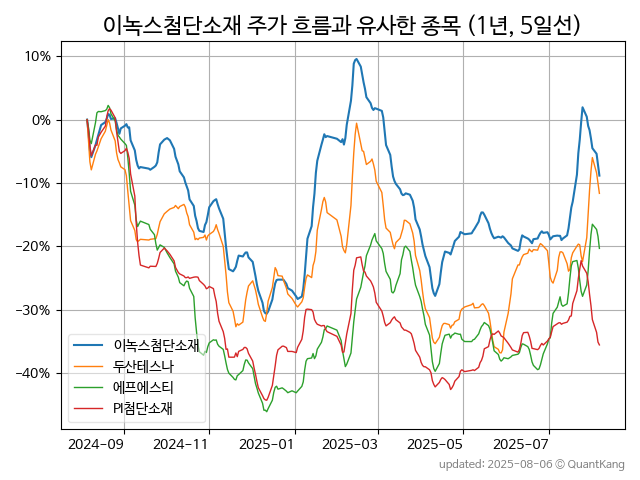 이녹스첨단소재 주가 흐름과 유사한 종목 (1년, 5일선)
10%
0%
−10%
−20%
−30%
−40%
이녹스첨단소재
두산테스나
에프에스티
PI첨단소재
2024−09
2024−11
2025−01
2025−03
2025−05
2025−07
updated: 2025-08-06 © QuantKang